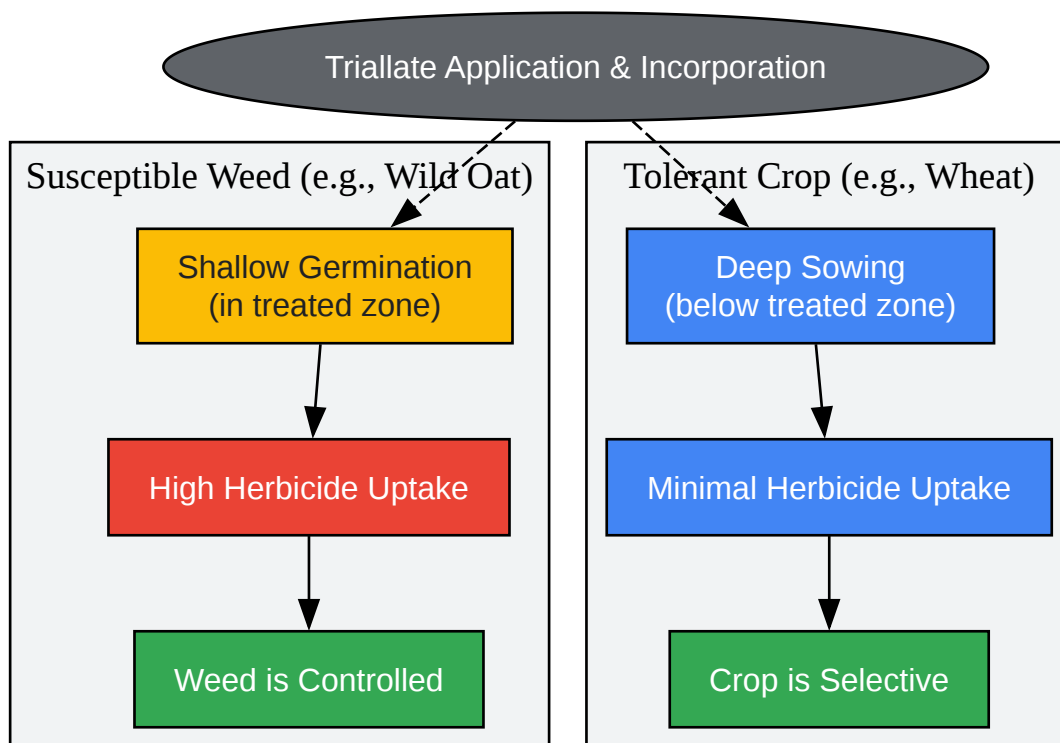 Triallate Application & Incorporation
Susceptible Weed (e.g., Wild Oat)
Shallow Germination
(in treated zone)
High Herbicide Uptake
Weed is Controlled
Tolerant Crop (e.g., Wheat)
Deep Sowing
(below treated zone)
Minimal Herbicide Uptake
Crop is Selective